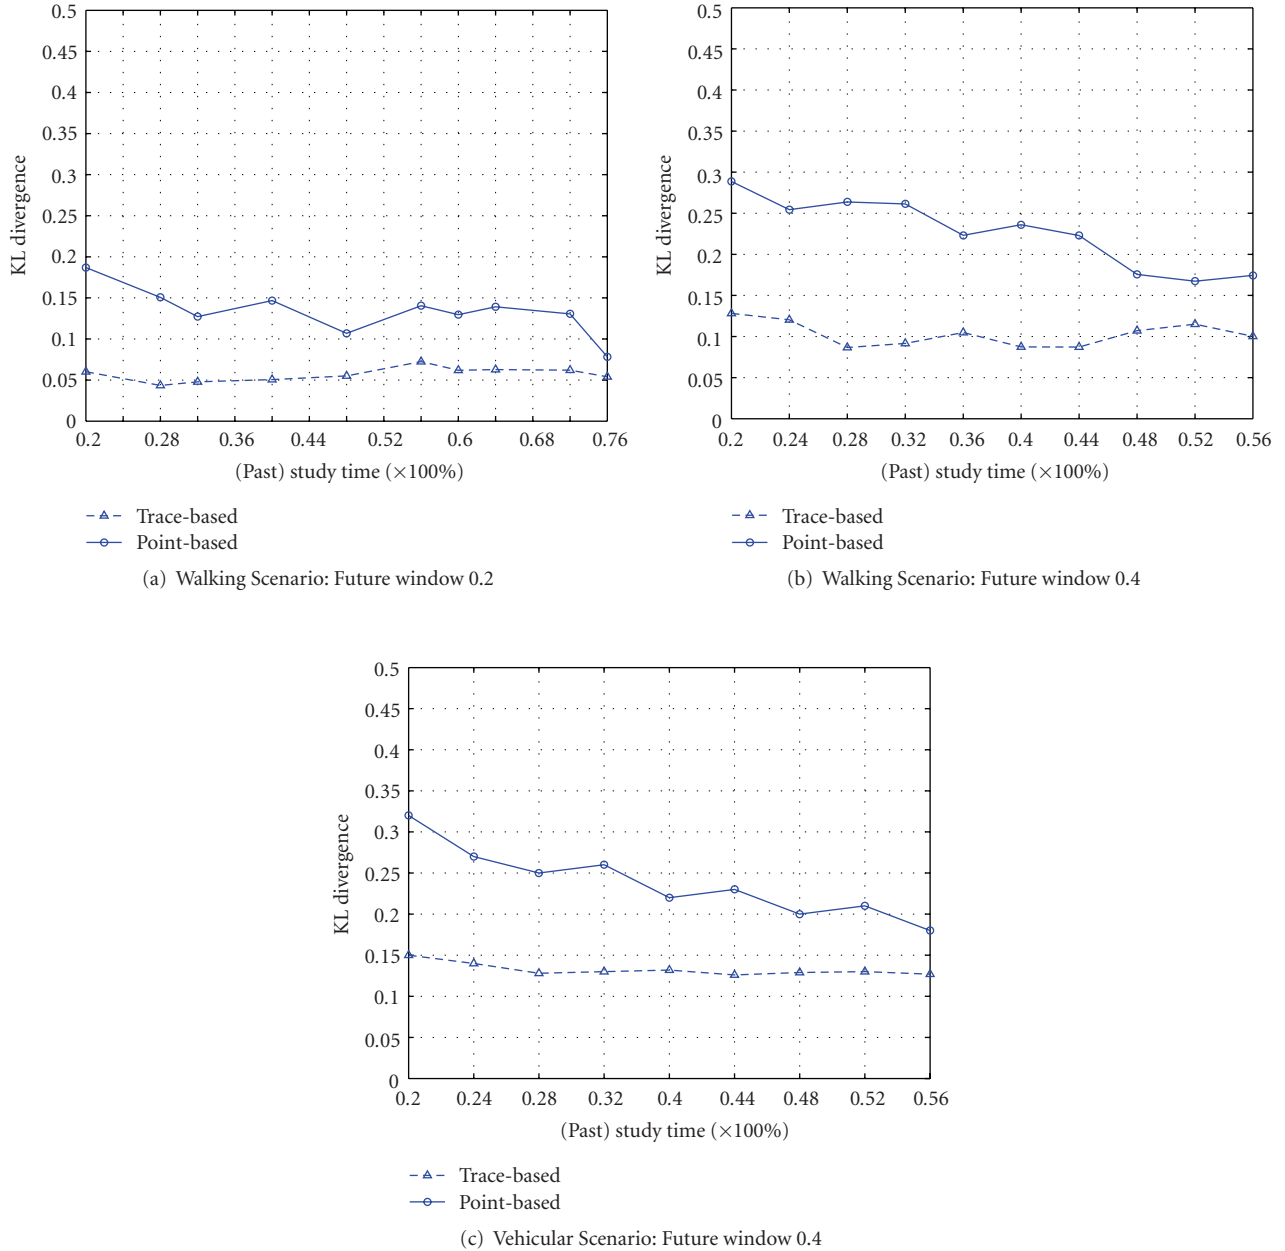 0.5
0.45
0.4
0.35
0.3
0.25
0.2
0.15
0.1
0.05
0
KL divergence
0.2 0.28 0.36 0.44 0.52 0.6 0.68 0.76
(Past) study time (×100%)
Trace-based
Point-based
(a) Walking Scenario: Future window 0.2
0.5
0.45
0.4
0.35
0.3
0.25
0.2
0.15
0.1
0.05
0
KL divergence
0.2 0.24 0.28 0.32 0.36 0.4 0.44 0.48 0.52 0.56
(Past) study time (×100%)
Trace-based
Point-based
(b) Walking Scenario: Future window 0.4
0.5
0.45
0.4
0.35
0.3
0.25
0.2
0.15
0.1
0.05
0
KL divergence
0.2 0.24 0.28 0.32 0.4 0.44 0.48 0.52 0.56
(Past) study time (×100%)
Trace-based
Point-based
(c) Vehicular Scenario: Future window 0.4